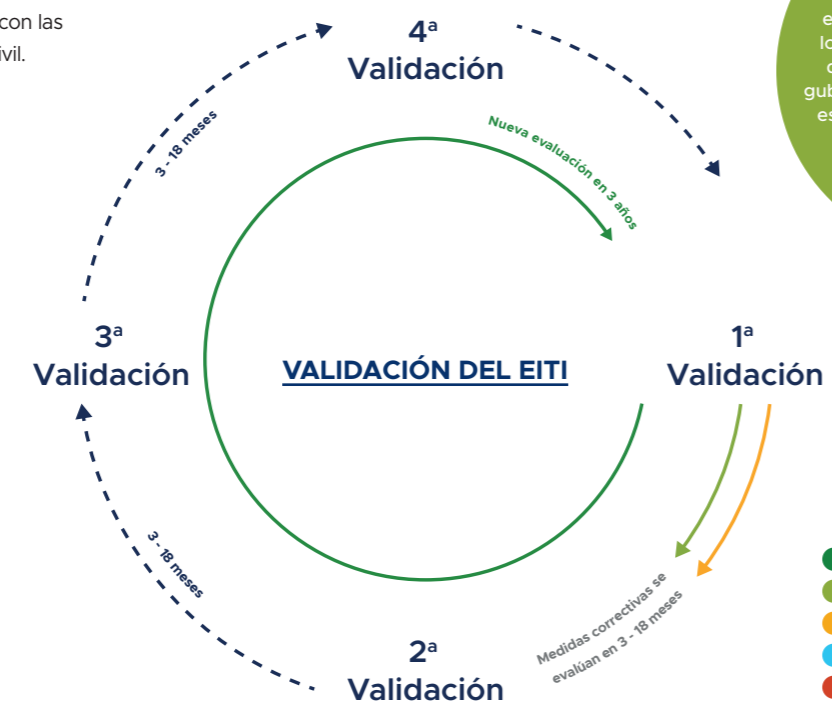 con las
4ª
Validación
3 - 18 meses
Nueva evaluación en 3 años
3ª
Validación
VALIDACIÓN DEL EITI
1ª
Validación
3 - 18 meses
Medidas correctivas se
evalúan en 3 - 18 meses
2ª
Validación